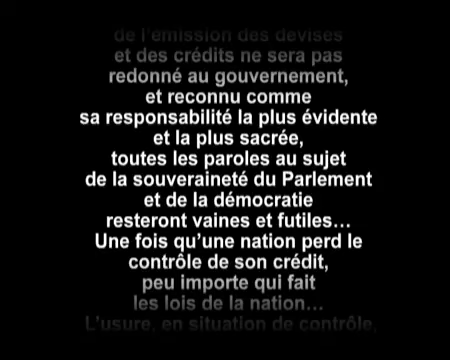 de l'émission des devises
et des crédits ne sera pas
redonné au gouvernement,
et reconnu comme
sa responsabilité la plus évidente
et la plus sacrée,
toutes les paroles au sujet
de la souveraineté du Parlement
et de la démocratie
resteront vaines et futiles...
Une fois qu'une nation perd le
contrôle de son crédit,
peu importe qui fait
les lois de la nation...
L'usure, en situation de contrôle,